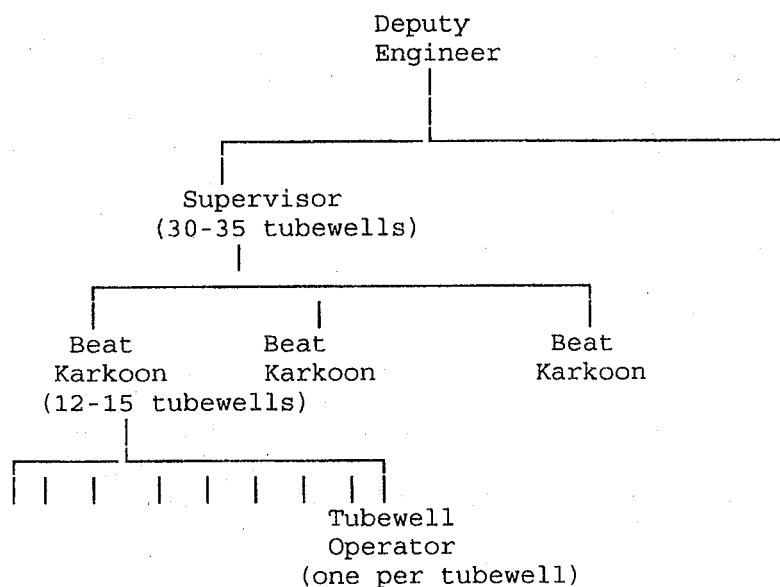 Deputy
Engineer
Supervisor
(30-35 tubewells)
Beat
Karkoon
(12-15 tubewells)
Beat
Karkoon
Beat
Karkoon
Tubewell
Operator
(one per tubewell)